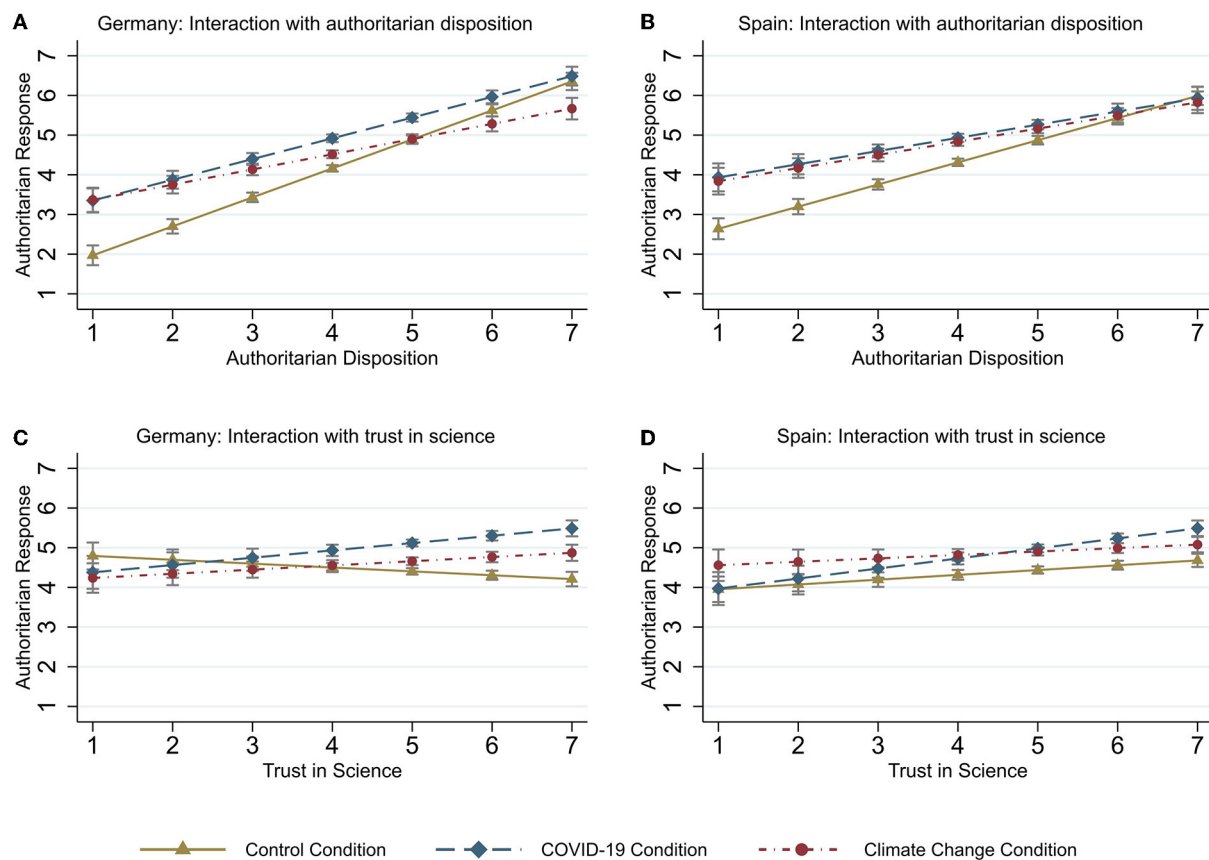 A Germany: Interaction with authoritarian disposition
Authoritarian Response
7
6
5
4
3
2
1
1 2 3 4 5 6 7
Authoritarian Disposition
B Spain: Interaction with authoritarian disposition
Authoritarian Response
7
6
5
4
3
2
1
1 2 3 4 5 6 7
Authoritarian Disposition
C Germany: Interaction with trust in science
Authoritarian Response
7
6
5
4
3
2
1
1 2 3 4 5 6 7
Trust in Science
D Spain: Interaction with trust in science
Authoritarian Response
7
6
5
4
3
2
1
1 2 3 4 5 6 7
Trust in Science
Control Condition COVID-19 Condition Climate Change Condition